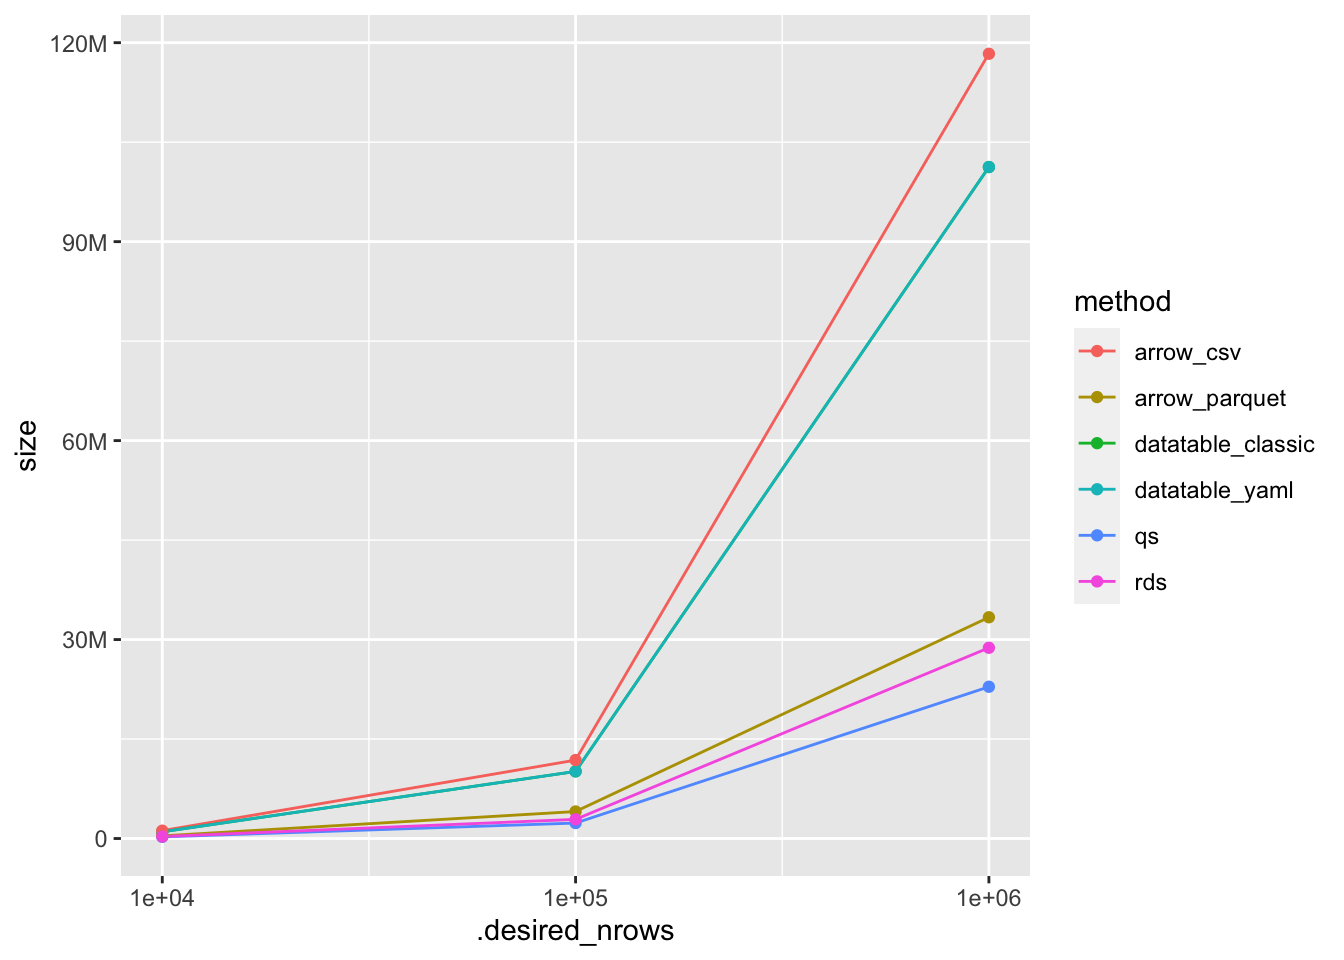 120M
90M
60M
30M
0
size
1e+04
1e+05
1e+06
.desired_nrows
method
arrow_csv
arrow_parquet
datatable_classic
datatable_yaml
qs
rds